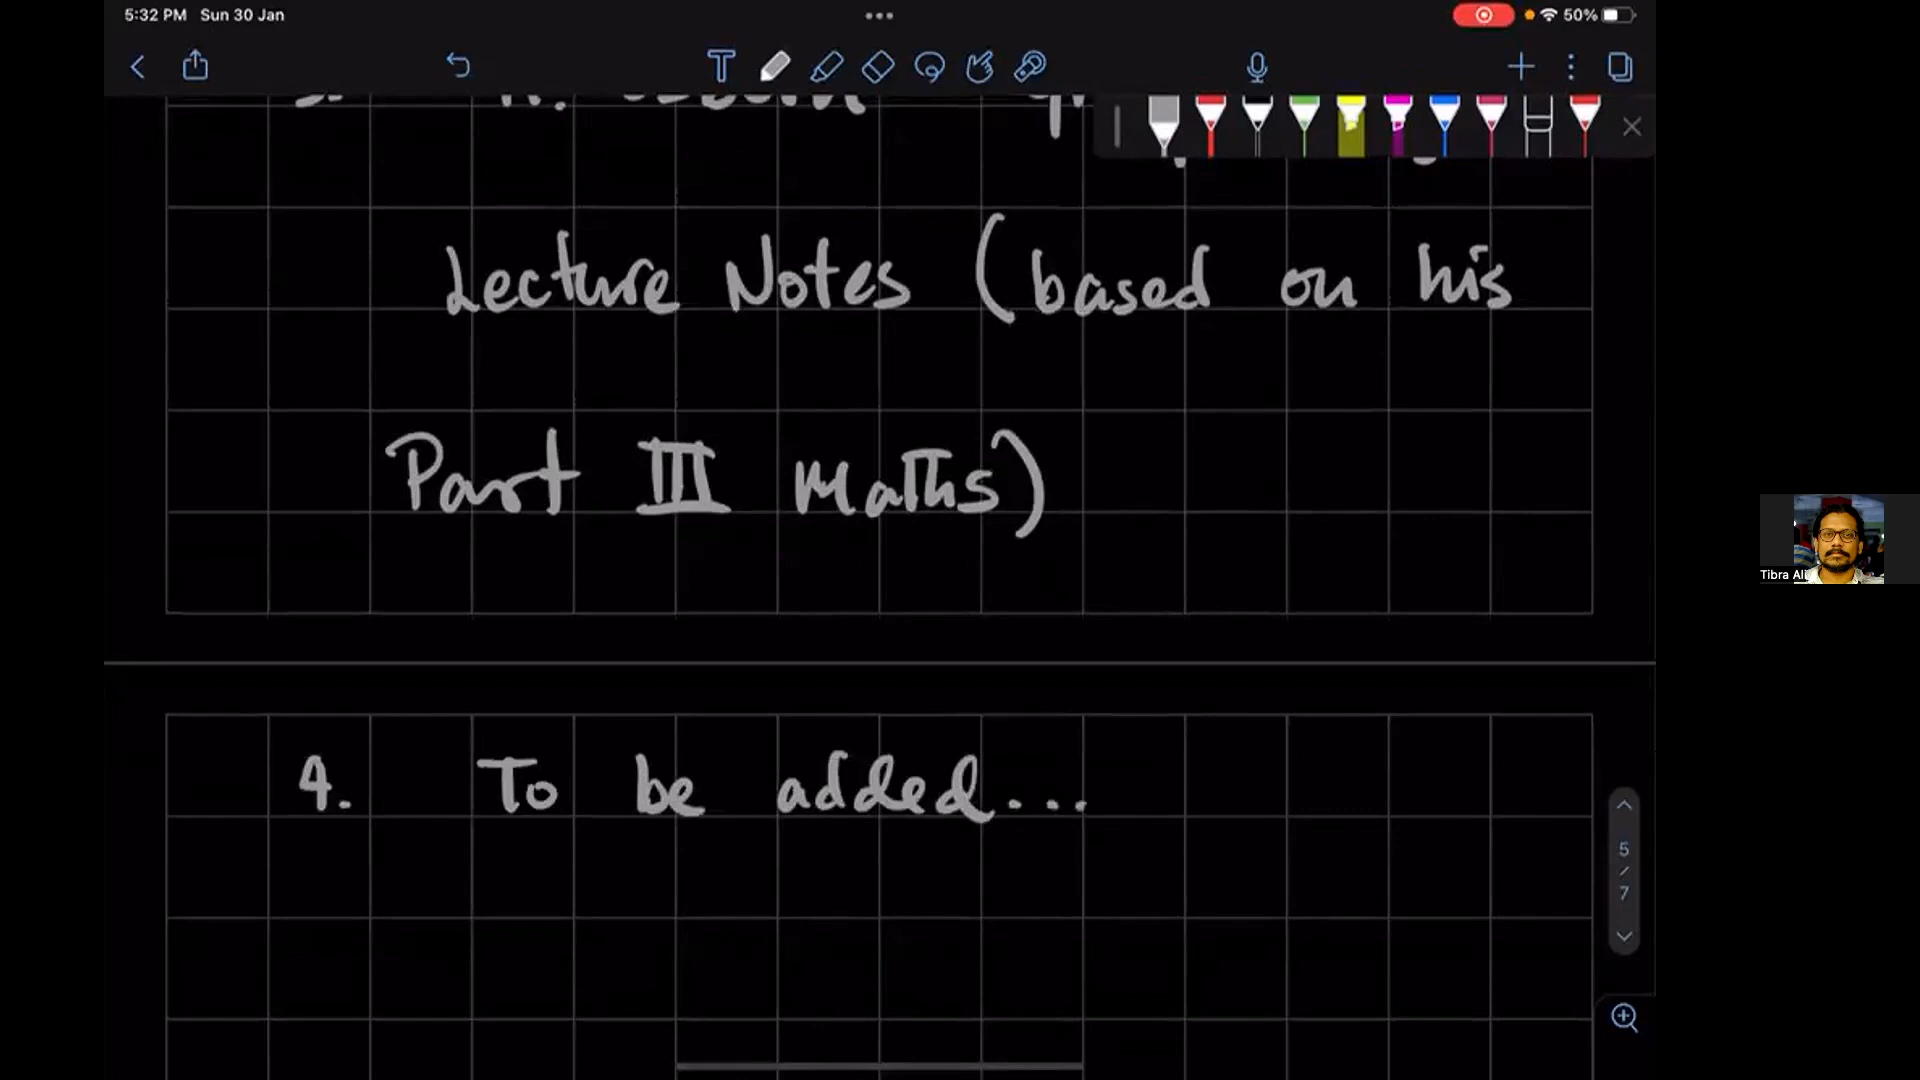 5:32 PM Sun 30 Jan
50%
Lecture Notes (based on his
Part III Maths)
Tibra Ali
4. To be added...
5
/
7